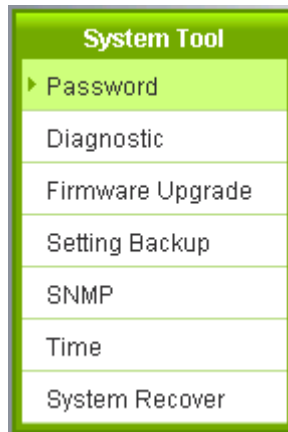 System Tool
Password
Diagnostic
Firmware Upgrade
Setting Backup
SNMP
Time
System Recover